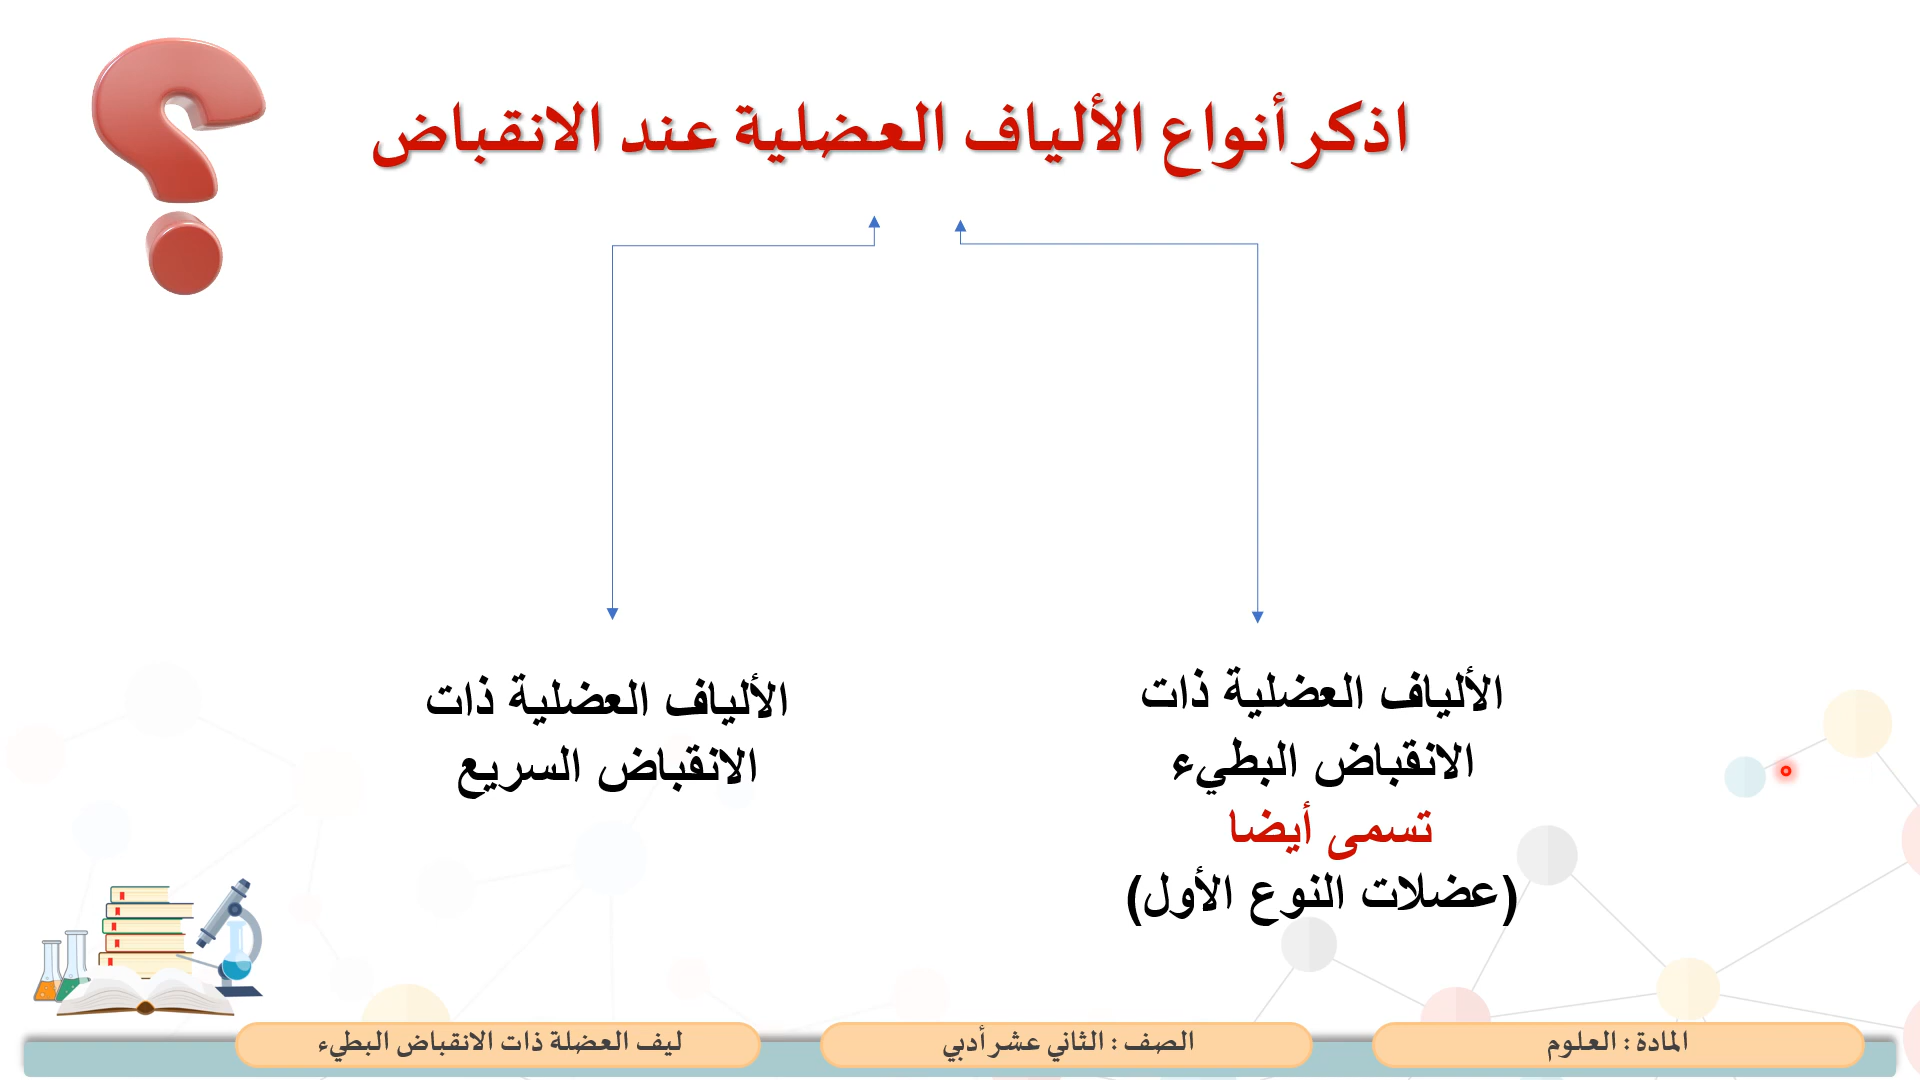 اذكر أنواع الألياف العضلية عند الانقباض
الألياف العضلية ذات
الانقباض البطيء
تسمى أيضا
(عضلات النوع الأول)
الألياف العضلية ذات
الانقباض السريع
المادة : العلوم
الصف : الثاني عشر أدبي
ليف العضلة ذات الانقباض البطيء